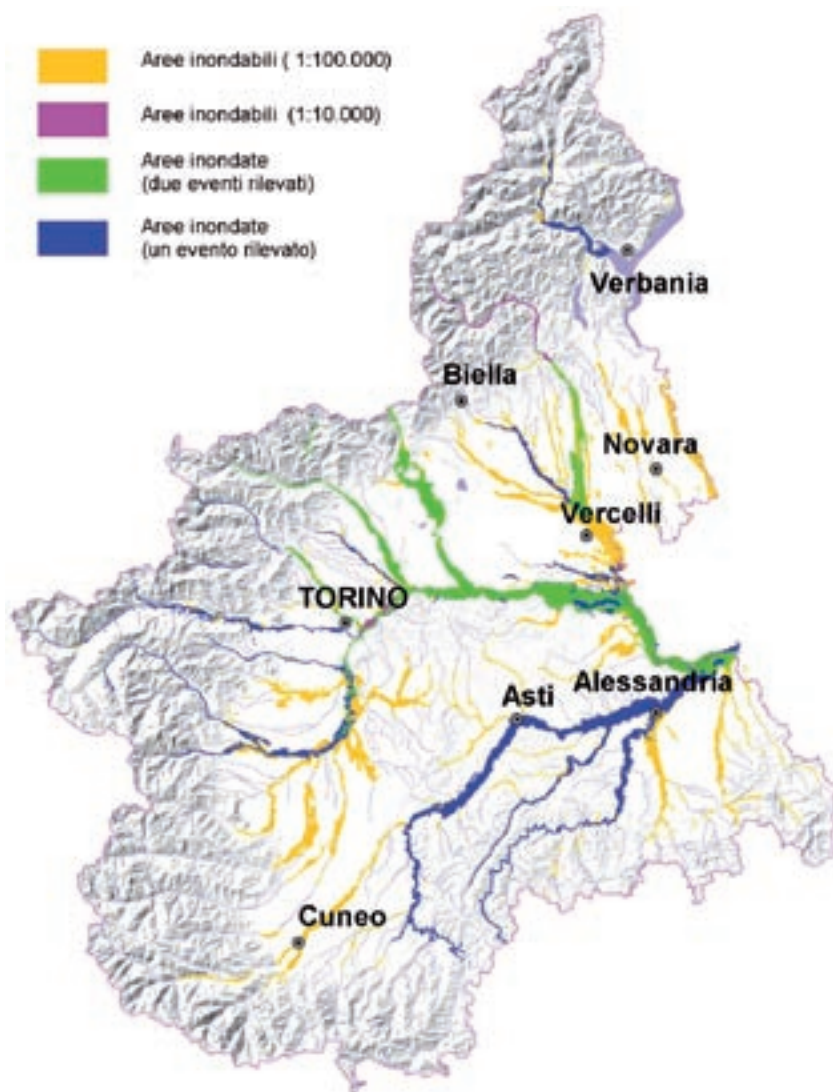 Aree inondabili ( 1:100.000)
Aree inondabili (1:10.000)
Aree inondate
(due eventi rilevati)
Aree inondate
(un evento rilevato)
Verbania
Biella
Novara
Vercelli
TORINO
Asti
Alessandria
Cuneo